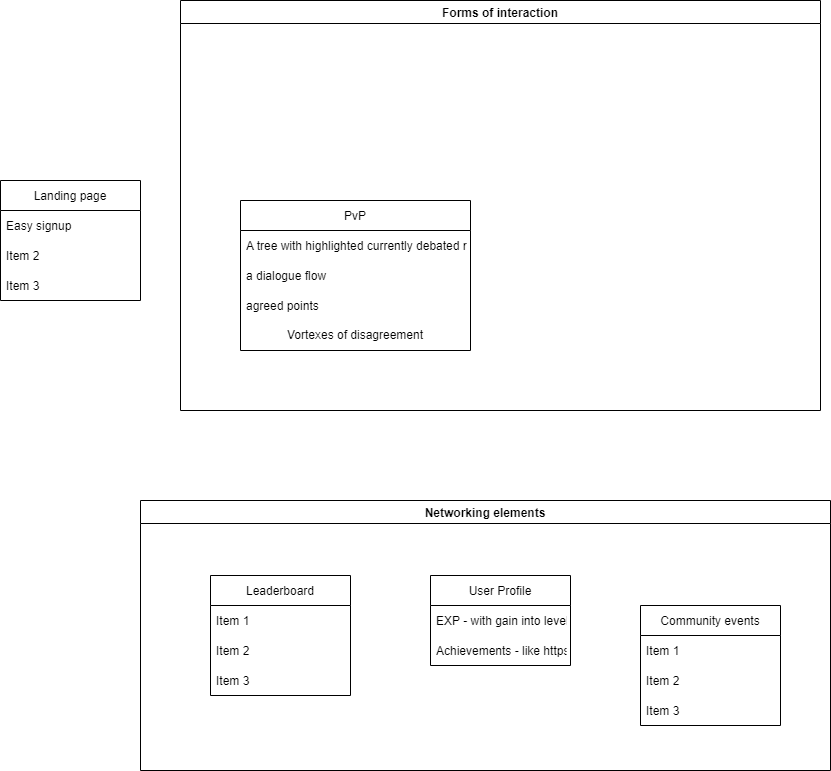 Forms of interaction
Landing page
Easy signup
Item 2
Item 3
PvP
A tree with highlighted currently debated r
a dialogue flow
agreed points
Vortexes of disagreement
Networking elements
Leaderboard
Item 1
Item 2
Item 3
User Profile
EXP - with gain into leve
Achievements - like https
Community events
Item 1
Item 2
Item 3